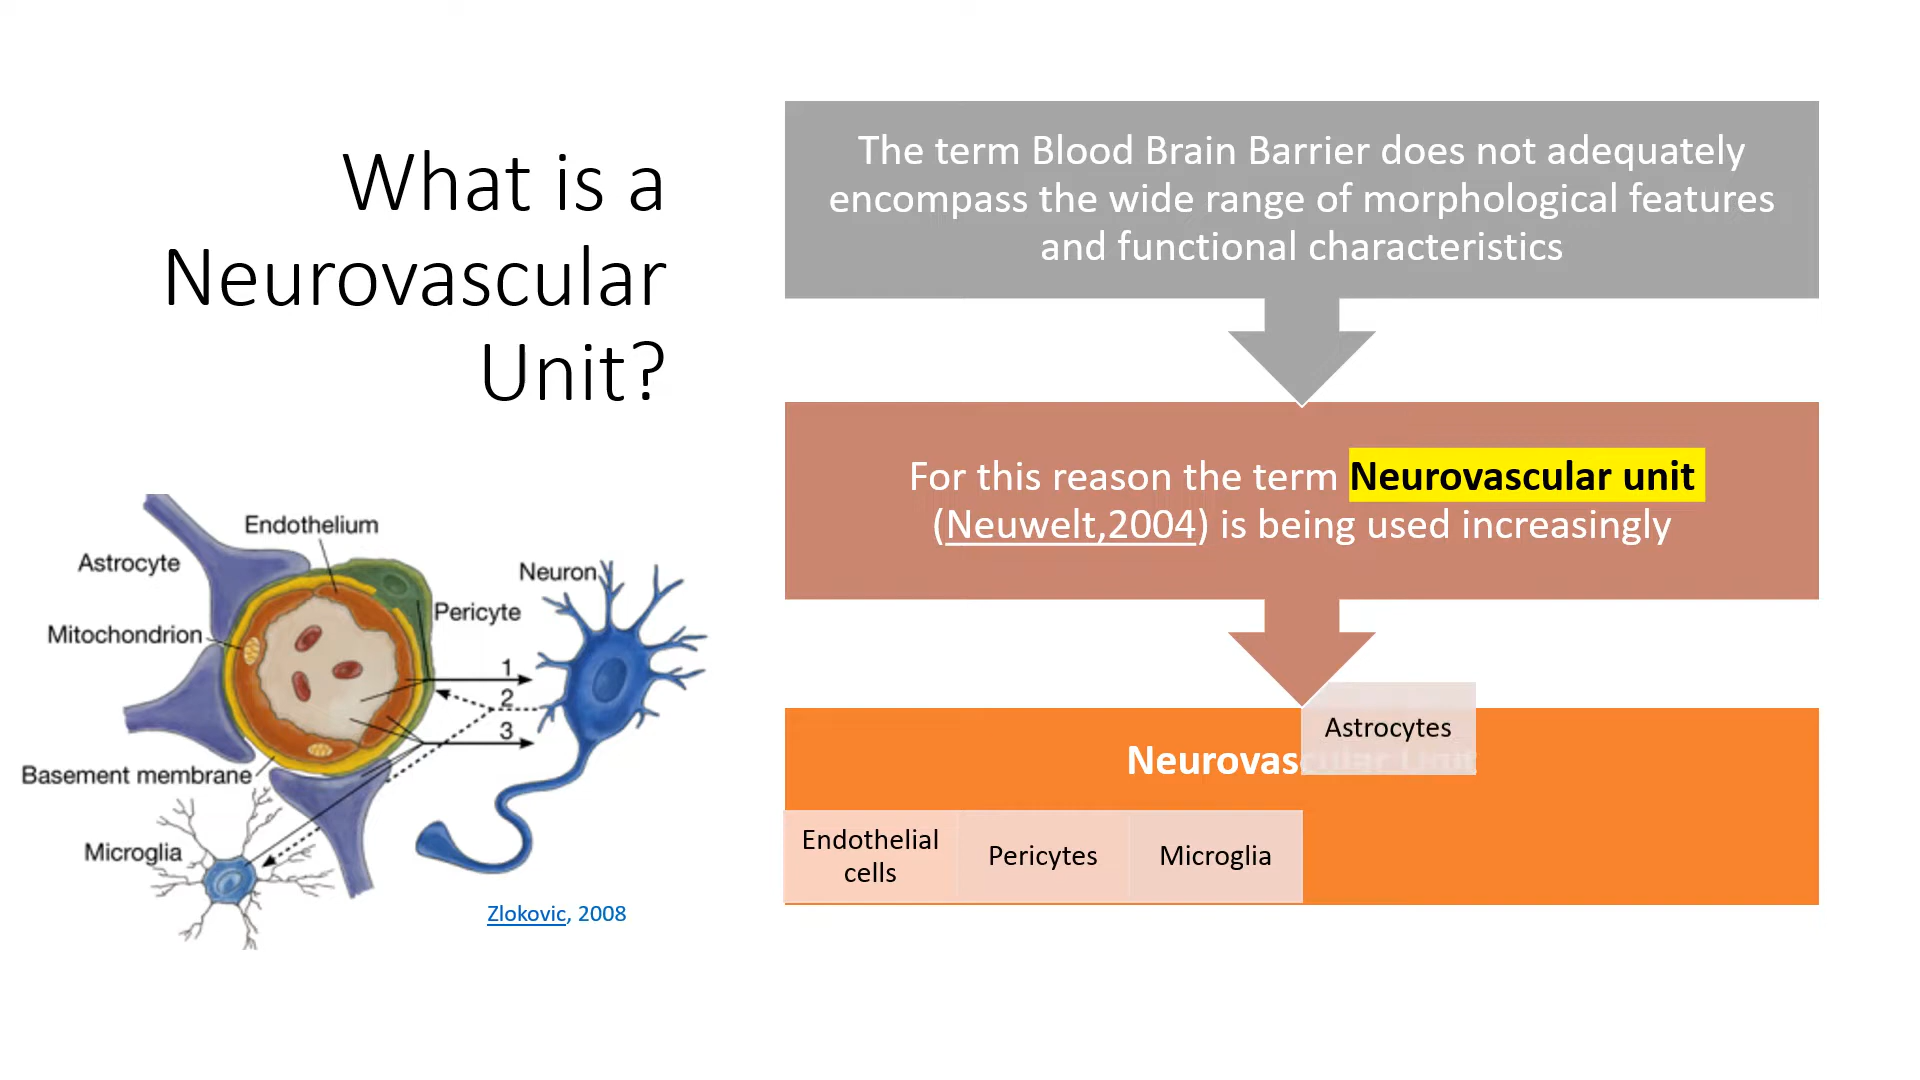 What is a
Neurovascular
Unit?
The term Blood Brain Barrier does not adequately
encompass the wide range of morphological features
and functional characteristics
For this reason the term Neurovascular unit
(Neuwelt,2004) is being used increasingly
Neurovascular Unit
Astrocytes
Endothelial
cells
Pericytes
Microglia
Endothelium
Astrocyte
Neuron
Pericyte
Mitochondrion
1
2
3
Basement membrane
Microglia
Zlokovic, 2008